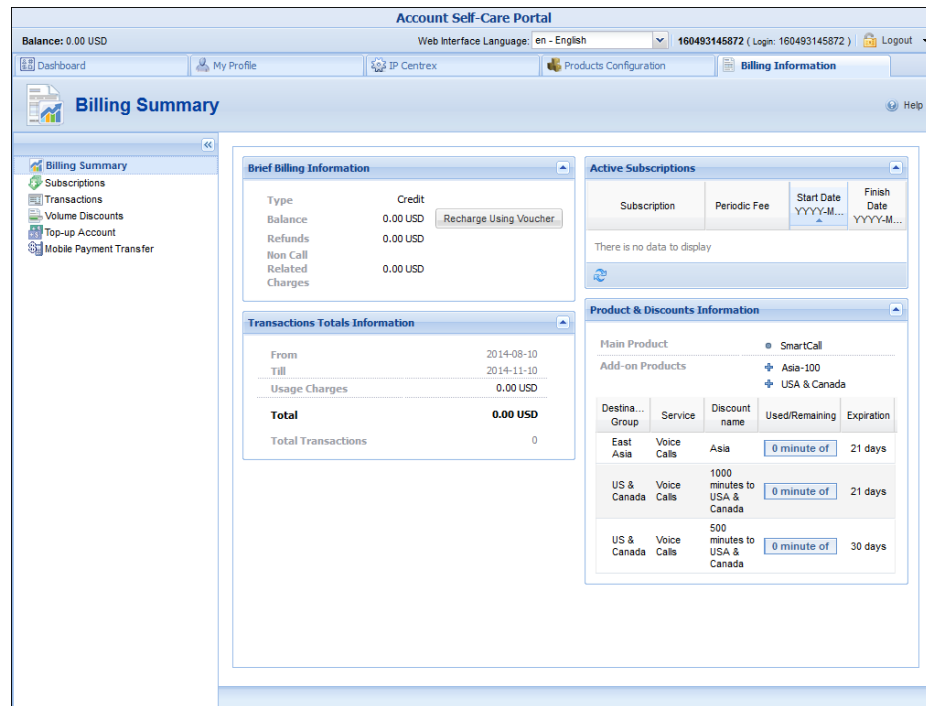 Account Self-Care Portal
Balance: 0.00 USD
Web Interface Language: en - English
160493145872 ( Login: 160493145872 )
Logout
Dashboard
My Profile
IP Centrex
Products Configuration
Billing Information
Billing Summary
Help
Billing Summary
Subscriptions
Transactions
Volume Discounts
Top-up Account
Mobile Payment Transfer
Brief Billing Information
Type Credit
Balance 0.00 USD Recharge Using Voucher
Refunds 0.00 USD
Non Call
Related 0.00 USD
Charges
Transactions Totals Information
From 2014-08-10
Till 2014-11-10
Usage Charges 0.00 USD
Total 0.00 USD
Total Transactions 0
Active Subscriptions
Subscription
Periodic Fee
Start Date
YYYY-M...
Finish
Date
YYYY-M...
There is no data to display
Product & Discounts Information
Main Product SmartCall
Add-on Products Asia-100
USA & Canada
Destina...
Group
Service
Discount
name
Used/Remaining
Expiration
East
Asia
Voice
Calls
Asia
0 minute of
21 days
US &
Canada
Voice
Calls
1000
minutes to
USA &
Canada
0 minute of
21 days
US &
Canada
Voice
Calls
500
minutes to
USA &
Canada
0 minute of
30 days